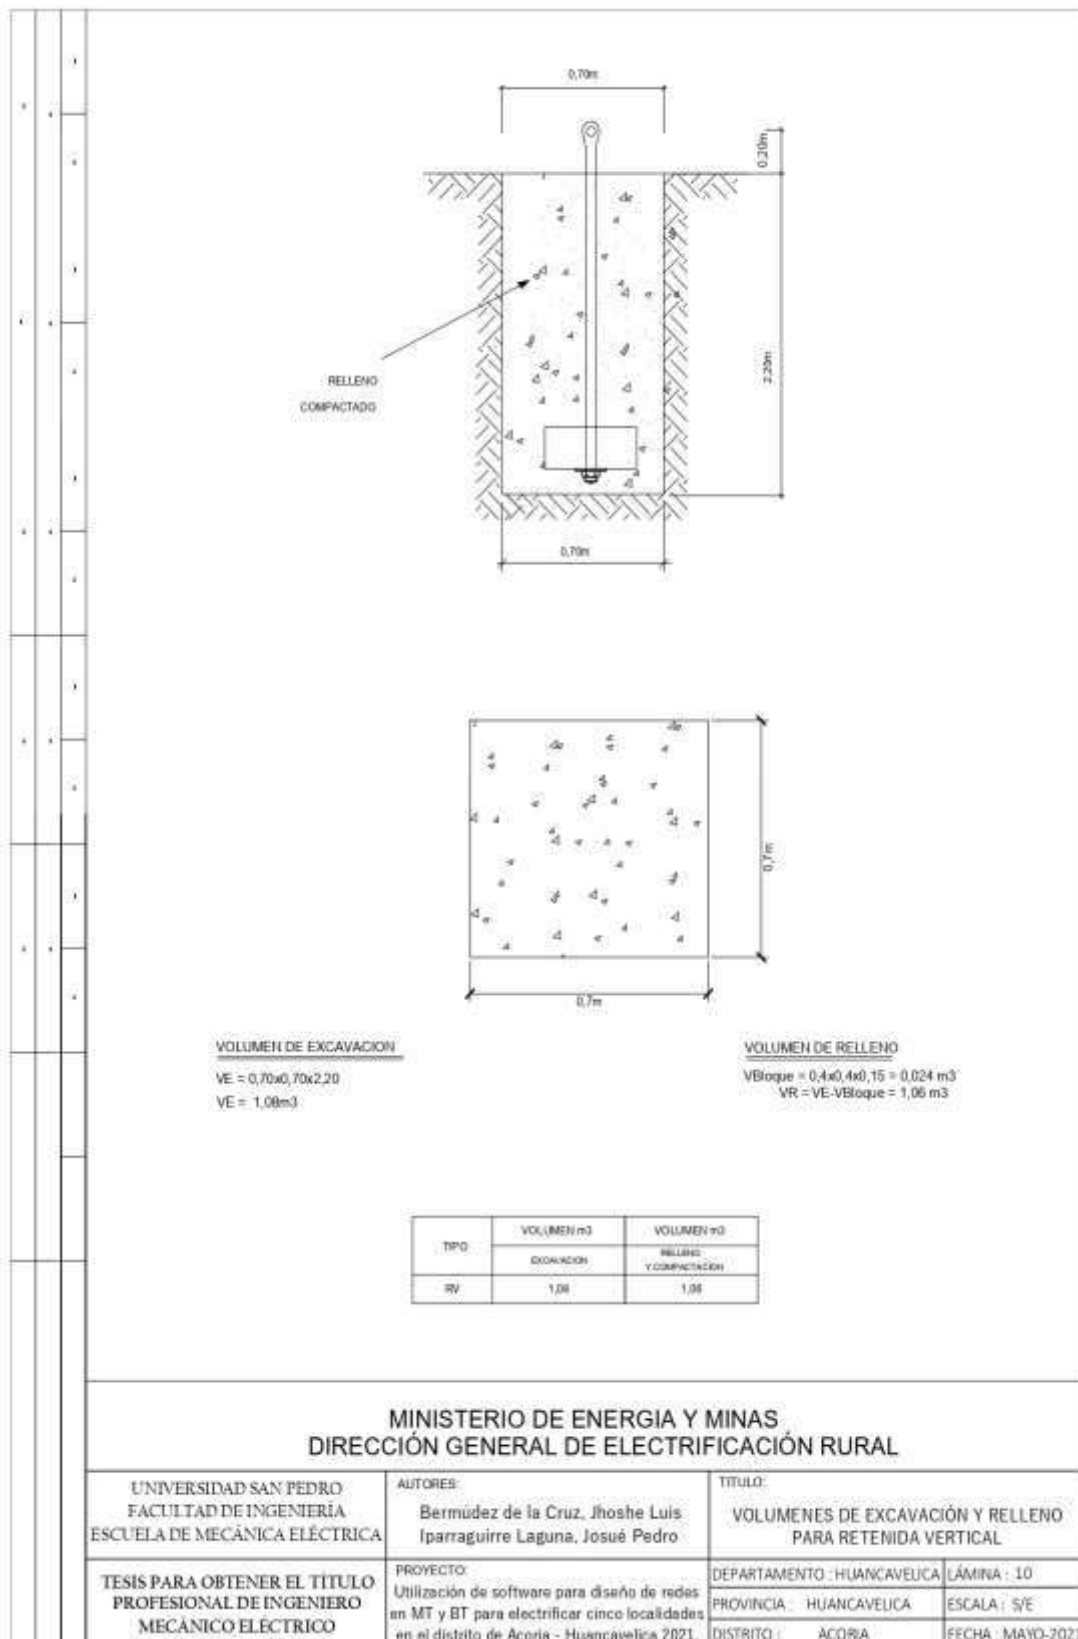 0,70m
0,20m
2,20m
RELLENO
COMPACTADO
0,70m
0,7m
0,7m
VOLUMEN DE EXCAVACION
VE = 0,70x0,70x2,20
VE = 1,08m3
VOLUMEN DE RELLENO
VBloque = 0,4x0,4x0,15 = 0,024 m3
VR = VE-VBloque = 1,06 m3
TIPO
VOLUMEN m3
VOLUMEN m3
EXCAVACION
RELLENO
Y COMPACTACION
RV
1,08
1,06
MINISTERIO DE ENERGIA Y MINAS
DIRECCIÓN GENERAL DE ELECTRIFICACIÓN RURAL
UNIVERSIDAD SAN PEDRO
FACULTAD DE INGENIERÍA
ESCUELA DE MECÁNICA ELÉCTRICA
AUTORES:
Bermúdez de la Cruz, Jhoshe Luis
Iparraguirre Laguna, Josué Pedro
TITULO:
VOLUMENES DE EXCAVACIÓN Y RELLENO
PARA RETENIDA VERTICAL
TESIS PARA OBTENER EL TÍTULO
PROFESIONAL DE INGENIERO
MECÁNICO ELÉCTRICO
PROYECTO:
Utilización de software para diseño de redes
en MT y BT para electrificar cinco localidades
en el distrito de Acoria - Huancavelica 2021.
DEPARTAMENTO : HUANCAVELICA
LÁMINA : 10
PROVINCIA : HUANCAVELICA
ESCALA : S/E
DISTRITO : ACORIA
FECHA : MAYO-2021